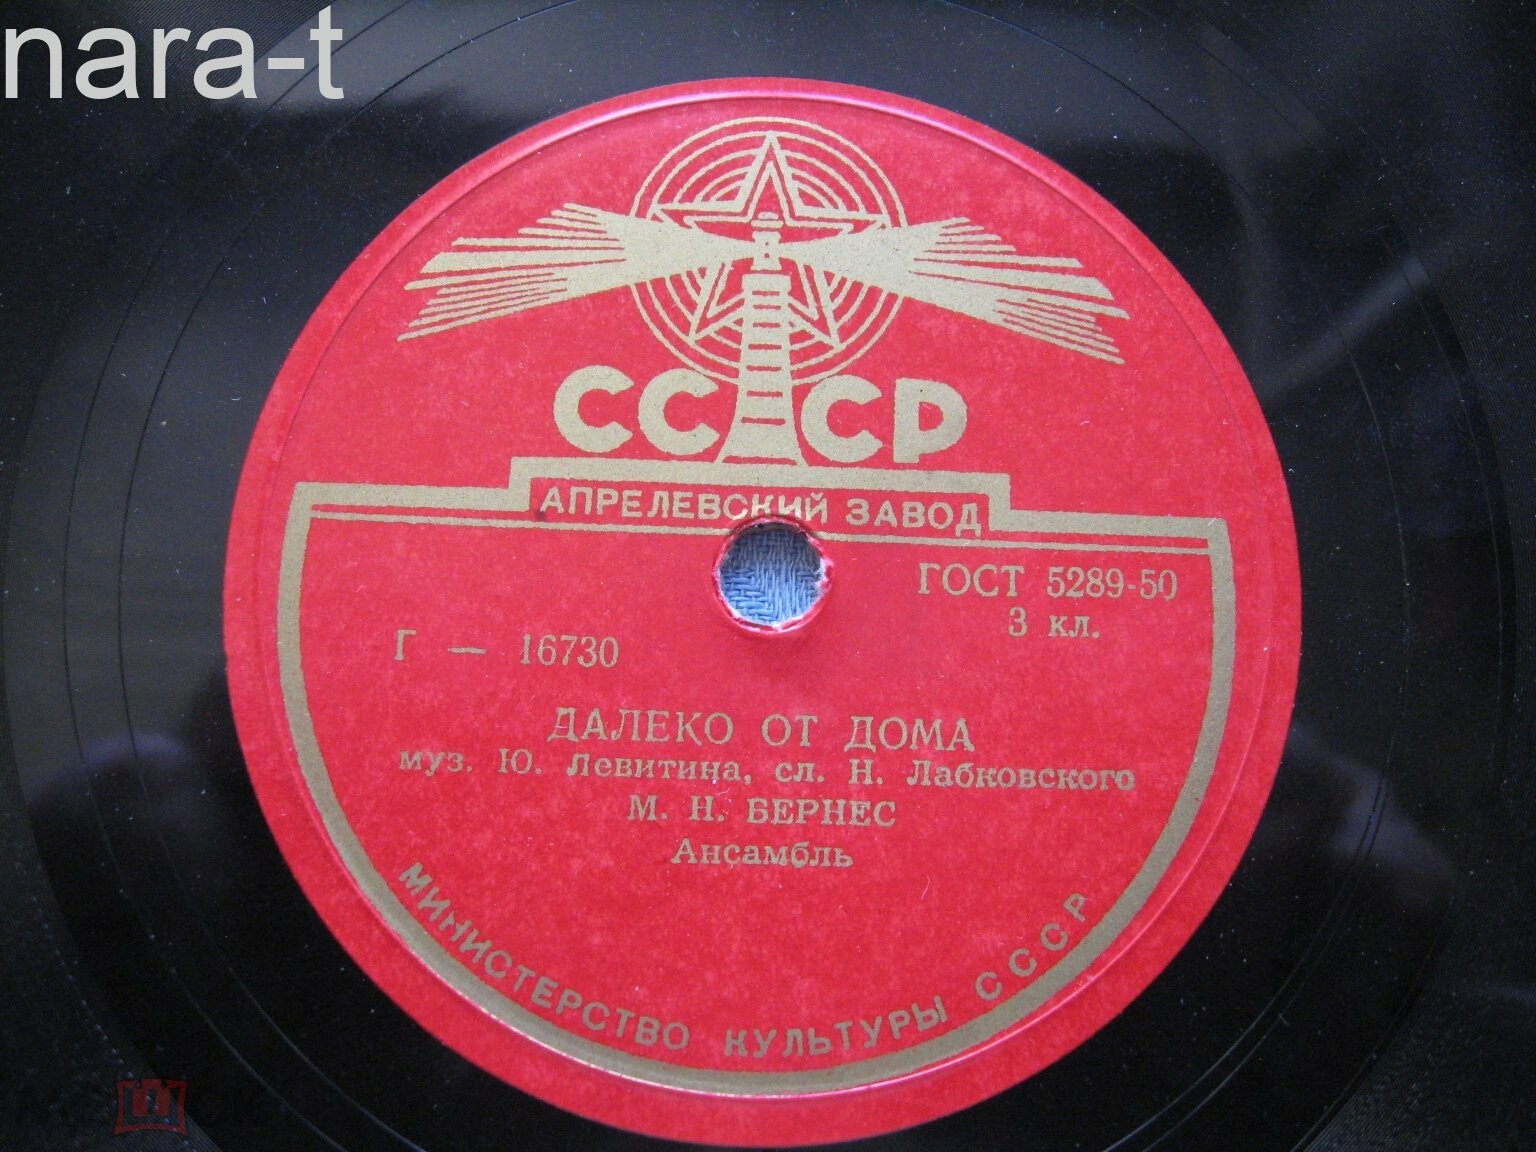 nara-t
СССР
АПРЕЛЕВСКИЙ ЗАВОД
ГОСТ 5289-50
3 кл.
Г — 16730
ДАЛЕКО ОТ ДОМА
муз. Ю. Левитина, сл. Н. Лабковского
М. Н. БЕРНЕС
Ансамбль
МИНИСТЕРСТВО КУЛЬТУРЫ СССР